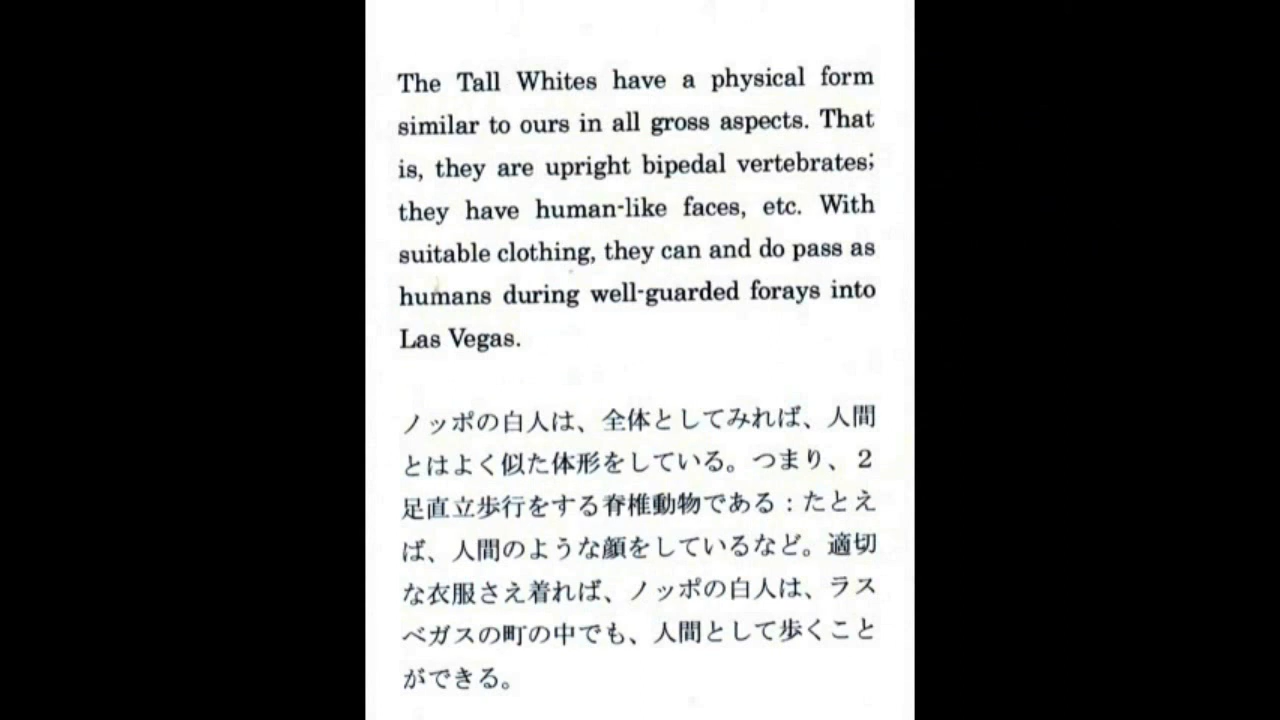 The Tall Whites have a physical form
similar to ours in all gross aspects. That
is, they are upright bipedal vertebrates;
they have human-like faces, etc. With
suitable clothing, they can and do pass as
humans during well-guarded forays into
Las Vegas.
ノッポの白人は、全体としてみれば、人間
とはよく似た体形をしている。つまり、２
足直立歩行をする脊椎動物である：たとえ
ば、人間のような顔をしているなど。適切
な衣服さえ着れば、ノッポの白人は、ラス
ベガスの町の中でも、人間として歩くこと
ができる。